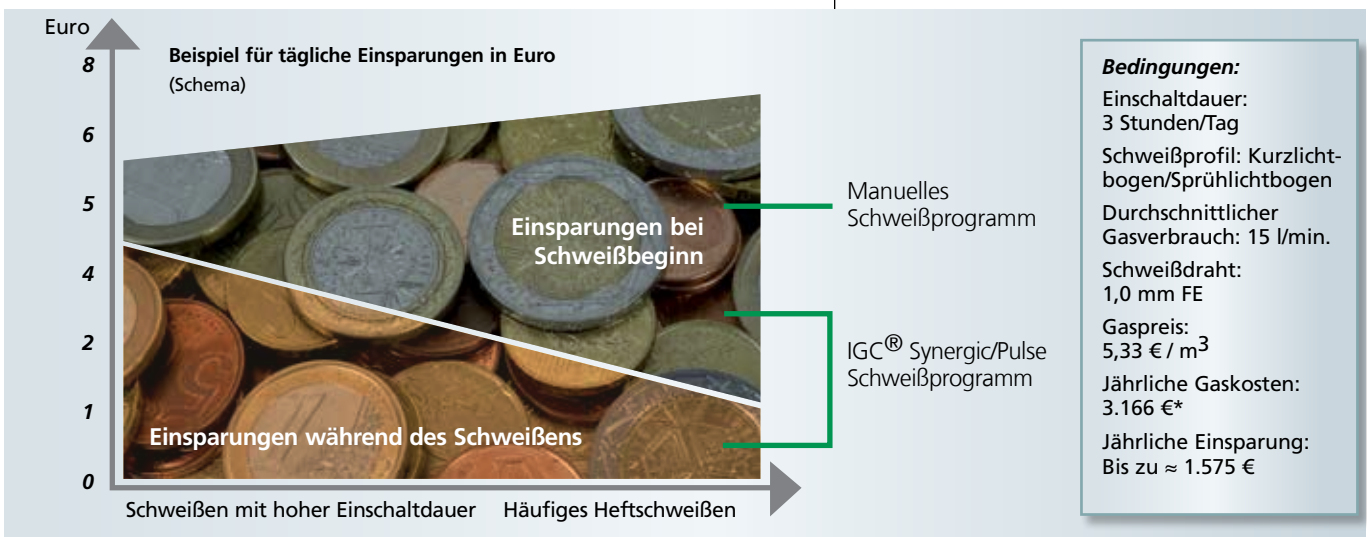 Euro
Beispiel für tägliche Einsparungen in Euro
(Schema)
8
6
5
4
2
1
0
Einsparungen bei
Schweißbeginn
Einsparungen während des Schweißens
Schweißen mit hoher Einschaltdauer
Häufiges Heftschweißen
Manuelles
Schweißprogramm
IGC® Synergic/Pulse
Schweißprogramm
Bedingungen:
Einschaltdauer:
3 Stunden/Tag
Schweißprofil: Kurzlicht-
bogen/Sprühlichtbogen
Durchschnittlicher
Gasverbrauch: 15 l/min.
Schweißdraht:
1,0 mm FE
Gaspreis:
5,33 € / m³
Jährliche Gaskosten:
3.166 €*
Jährliche Einsparung:
Bis zu ≈ 1.575 €